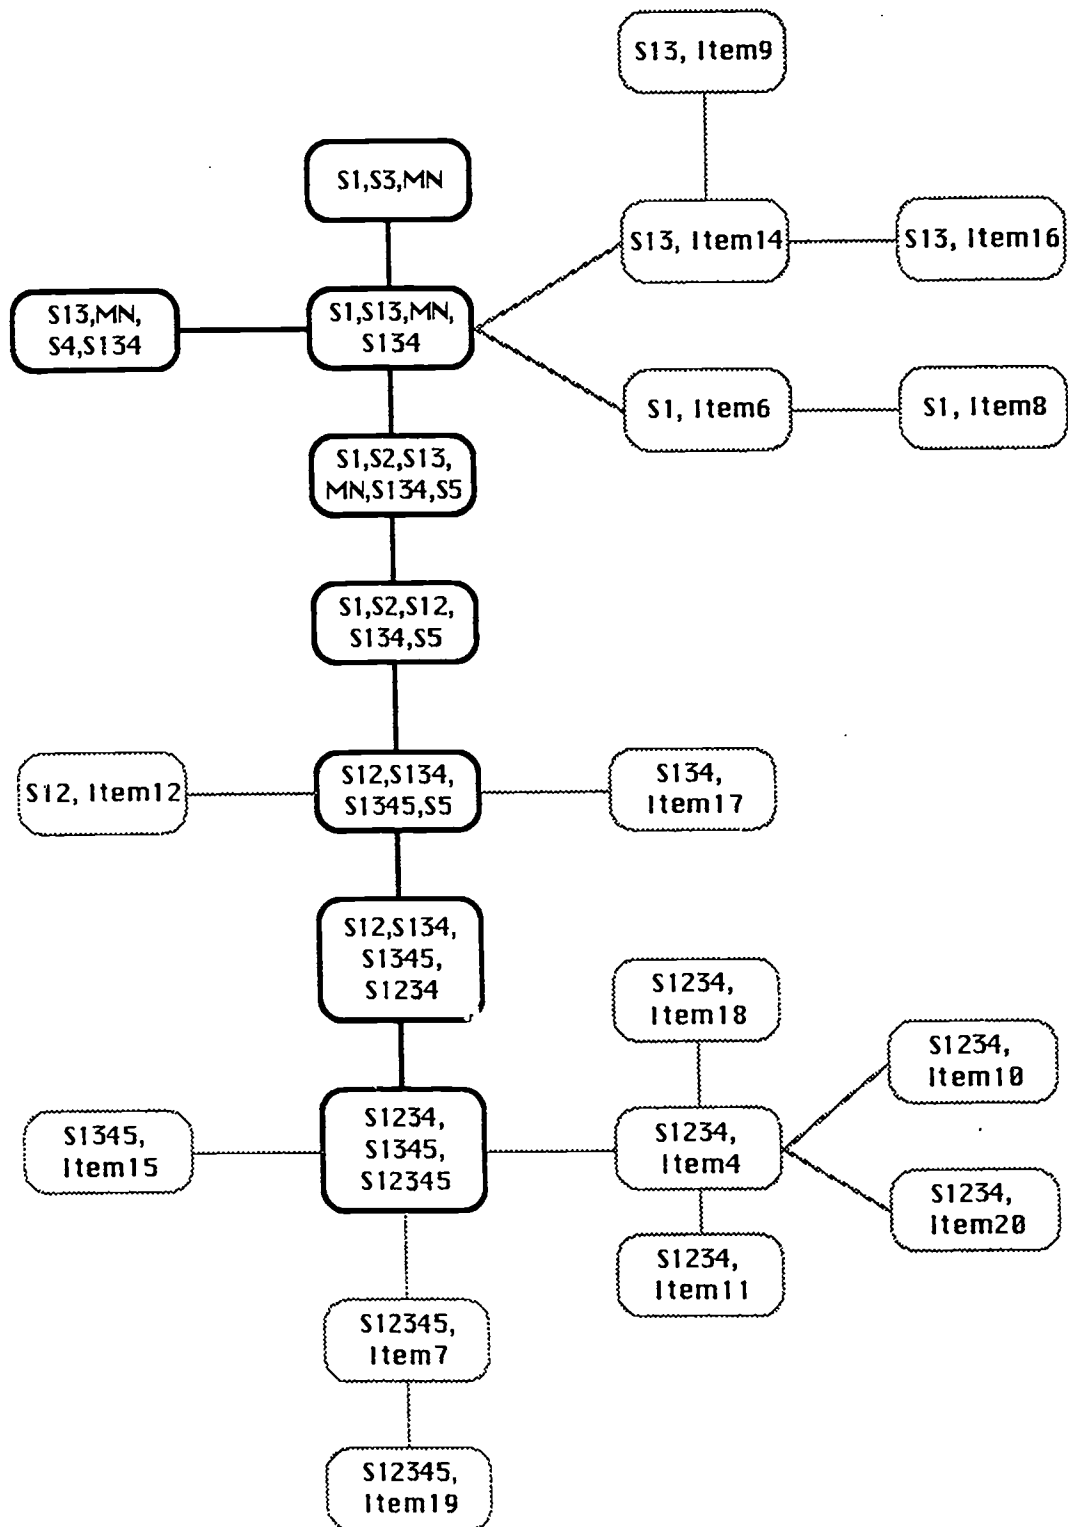 S13, Item9
S1,S3,MN
S13, Item14
S13, Item16
S13,MN,
S4,S134
S1,S13,MN,
S134
S1, Item6
S1, Item8
S1,S2,S13,
MN,S134,S5
S1,S2,S12,
S134,S5
S12, Item12
S12,S134,
S1345,S5
S134,
Item17
S12,S134,
S1345,
S1234
S1234,
Item18
S1234,
Item10
S1345,
Item15
S1234,
S1345,
S12345
S1234,
Item4
S1234,
Item20
S1234,
Item11
S12345,
Item7
S12345,
Item19